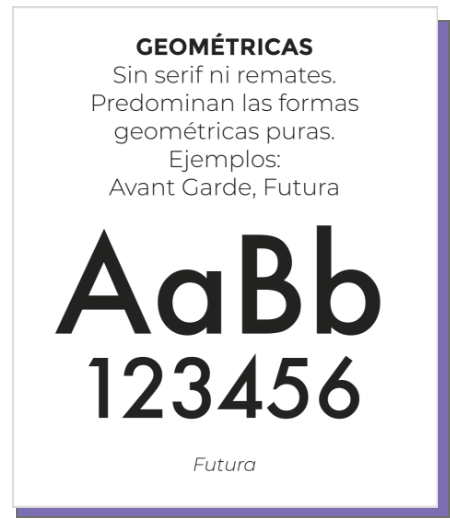 GEOMÉTRICAS
Sin serif ni remates.
Predominan las formas
geométricas puras.
Ejemplos:
Avant Garde, Futura
AaBb
123456
Futura